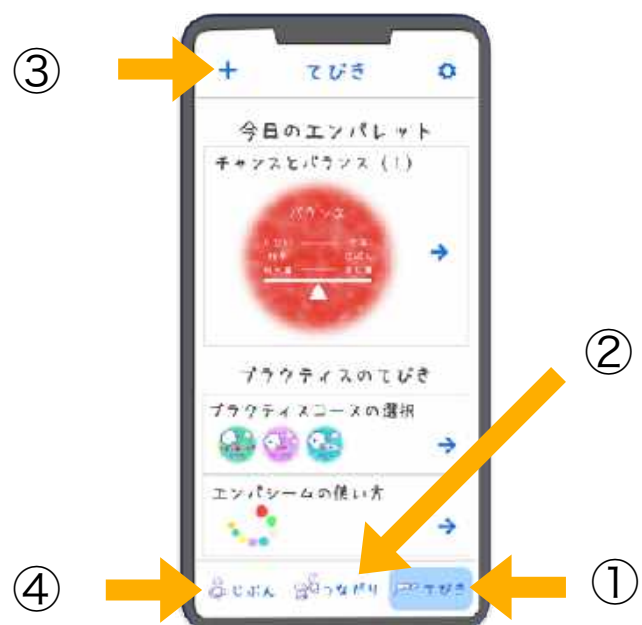 ③
+ てびき
今日のエンパレット
チャンスとバランス (1)
バランス
②
プラクティスのてびき
プラクティスコースの選択
エンパシームの使い方
④
じぶん つながり てびき
①